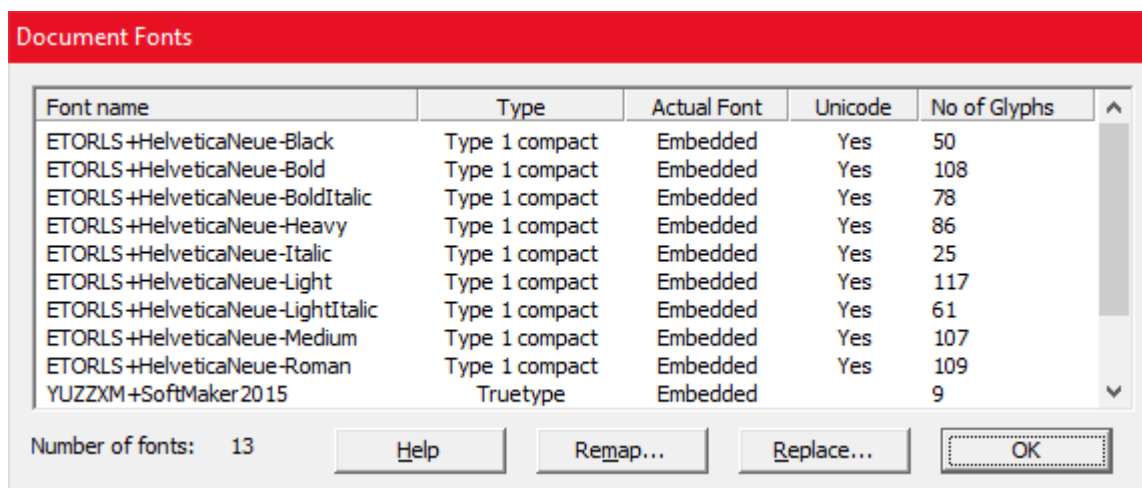 Document Fonts
Font name Type Actual Font Unicode No of Glyphs
ETORLS+HelveticaNeue-Black Type 1 compact Embedded Yes 50
ETORLS+HelveticaNeue-Bold Type 1 compact Embedded Yes 108
ETORLS+HelveticaNeue-BoldItalic Type 1 compact Embedded Yes 78
ETORLS+HelveticaNeue-Heavy Type 1 compact Embedded Yes 86
ETORLS+HelveticaNeue-Italic Type 1 compact Embedded Yes 25
ETORLS+HelveticaNeue-Light Type 1 compact Embedded Yes 117
ETORLS+HelveticaNeue-LightItalic Type 1 compact Embedded Yes 61
ETORLS+HelveticaNeue-Medium Type 1 compact Embedded Yes 107
ETORLS+HelveticaNeue-Roman Type 1 compact Embedded Yes 109
YUZZXM+SoftMaker2015 Truetype Embedded 9
Number of fonts: 13 Help Remap... Replace... OK